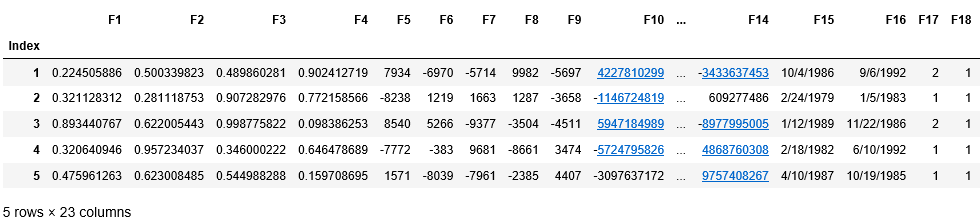 F1 F2 F3 F4 F5 F6 F7 F8 F9 F10 ... F14 F15 F16 F17 F18
Index
1 0.224505886 0.500339823 0.489860281 0.902412719 7934 -6970 -5714 9982 -5697 4227810299 ... -3433637453 10/4/1986 9/6/1992 2 1
2 0.321128312 0.281118753 0.907282976 0.772158566 -8238 1219 1663 1287 -3658 -1146724819 ... 609277486 2/24/1979 1/5/1983 1 1
3 0.893440767 0.622005443 0.998775822 0.098386253 8540 5266 -9377 -3504 -4511 5947184989 ... -8977995005 1/12/1989 11/22/1986 2 1
4 0.320640946 0.957234037 0.346000222 0.646478689 -7772 -383 9681 -8661 3474 -5724795826 ... 4868760308 2/18/1982 6/10/1992 1 1
5 0.475961263 0.623008485 0.544988288 0.159708695 1571 -8039 -7961 -2385 4407 -3097637172 ... 9757408267 4/10/1987 10/19/1985 1 1
5 rows × 23 columns